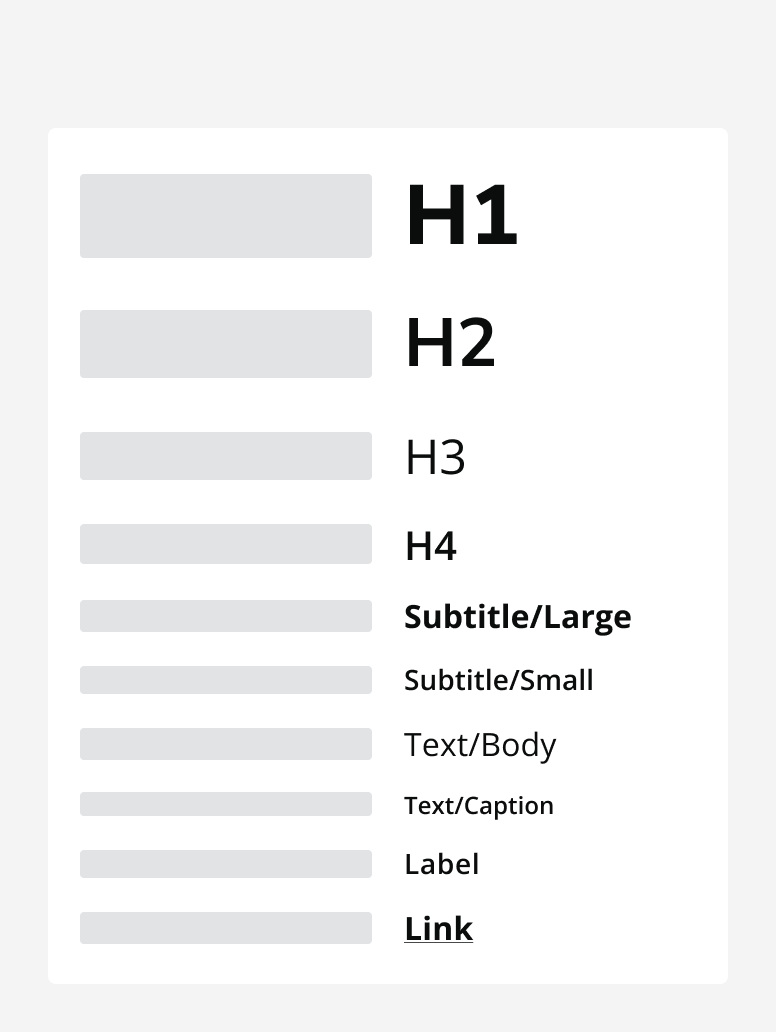 H1
H2
H3
H4
Subtitle/Large
Subtitle/Small
Text/Body
Text/Caption
Label
Link